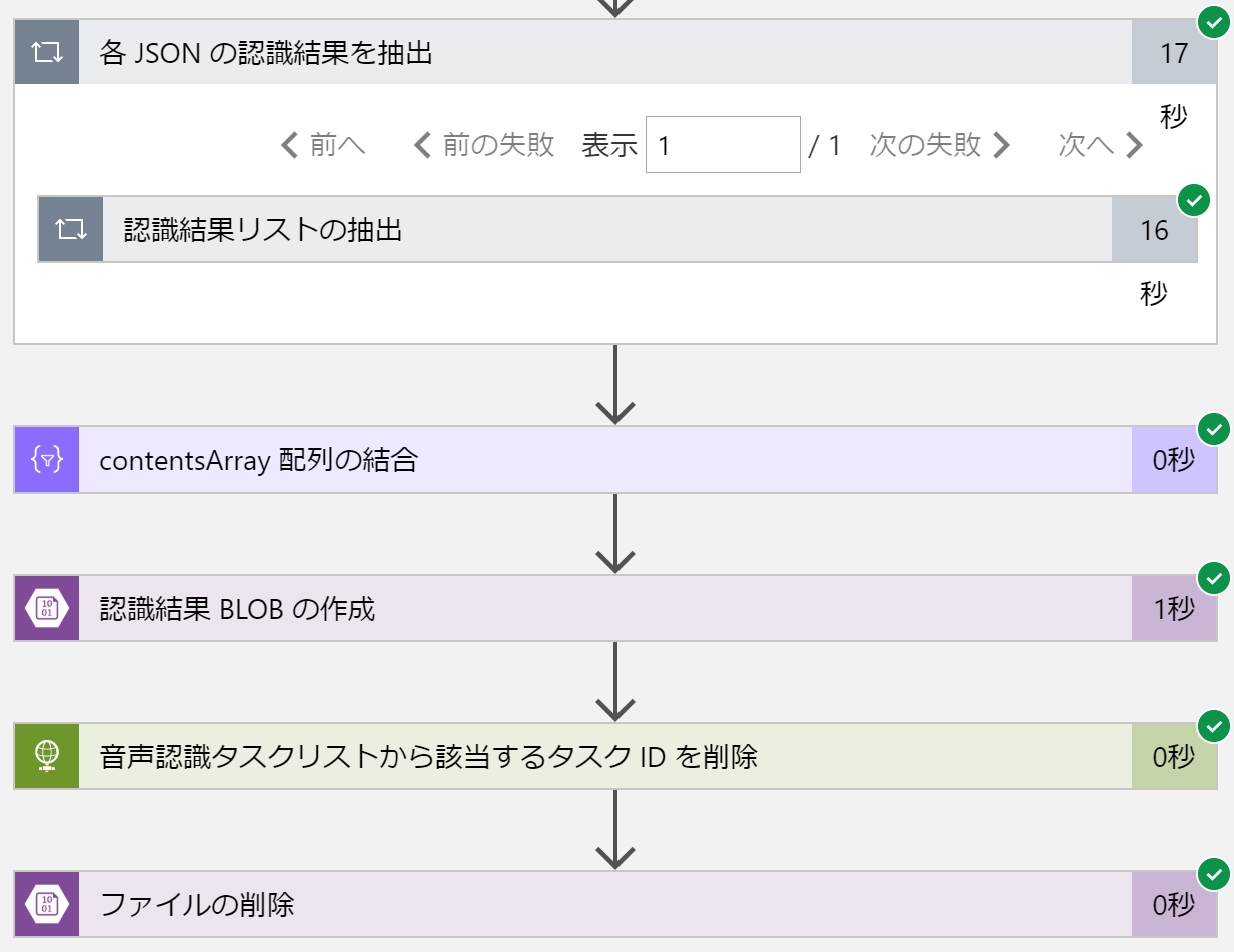 各 JSON の認識結果を抽出 17秒
前へ 前の失敗 表示 1 / 1 次の失敗 次へ
認識結果リストの抽出 16秒
contentsArray 配列の結合 0秒
認識結果 BLOB の作成 1秒
音声認識タスクリストから該当するタスク ID を削除 0秒
ファイルの削除 0秒